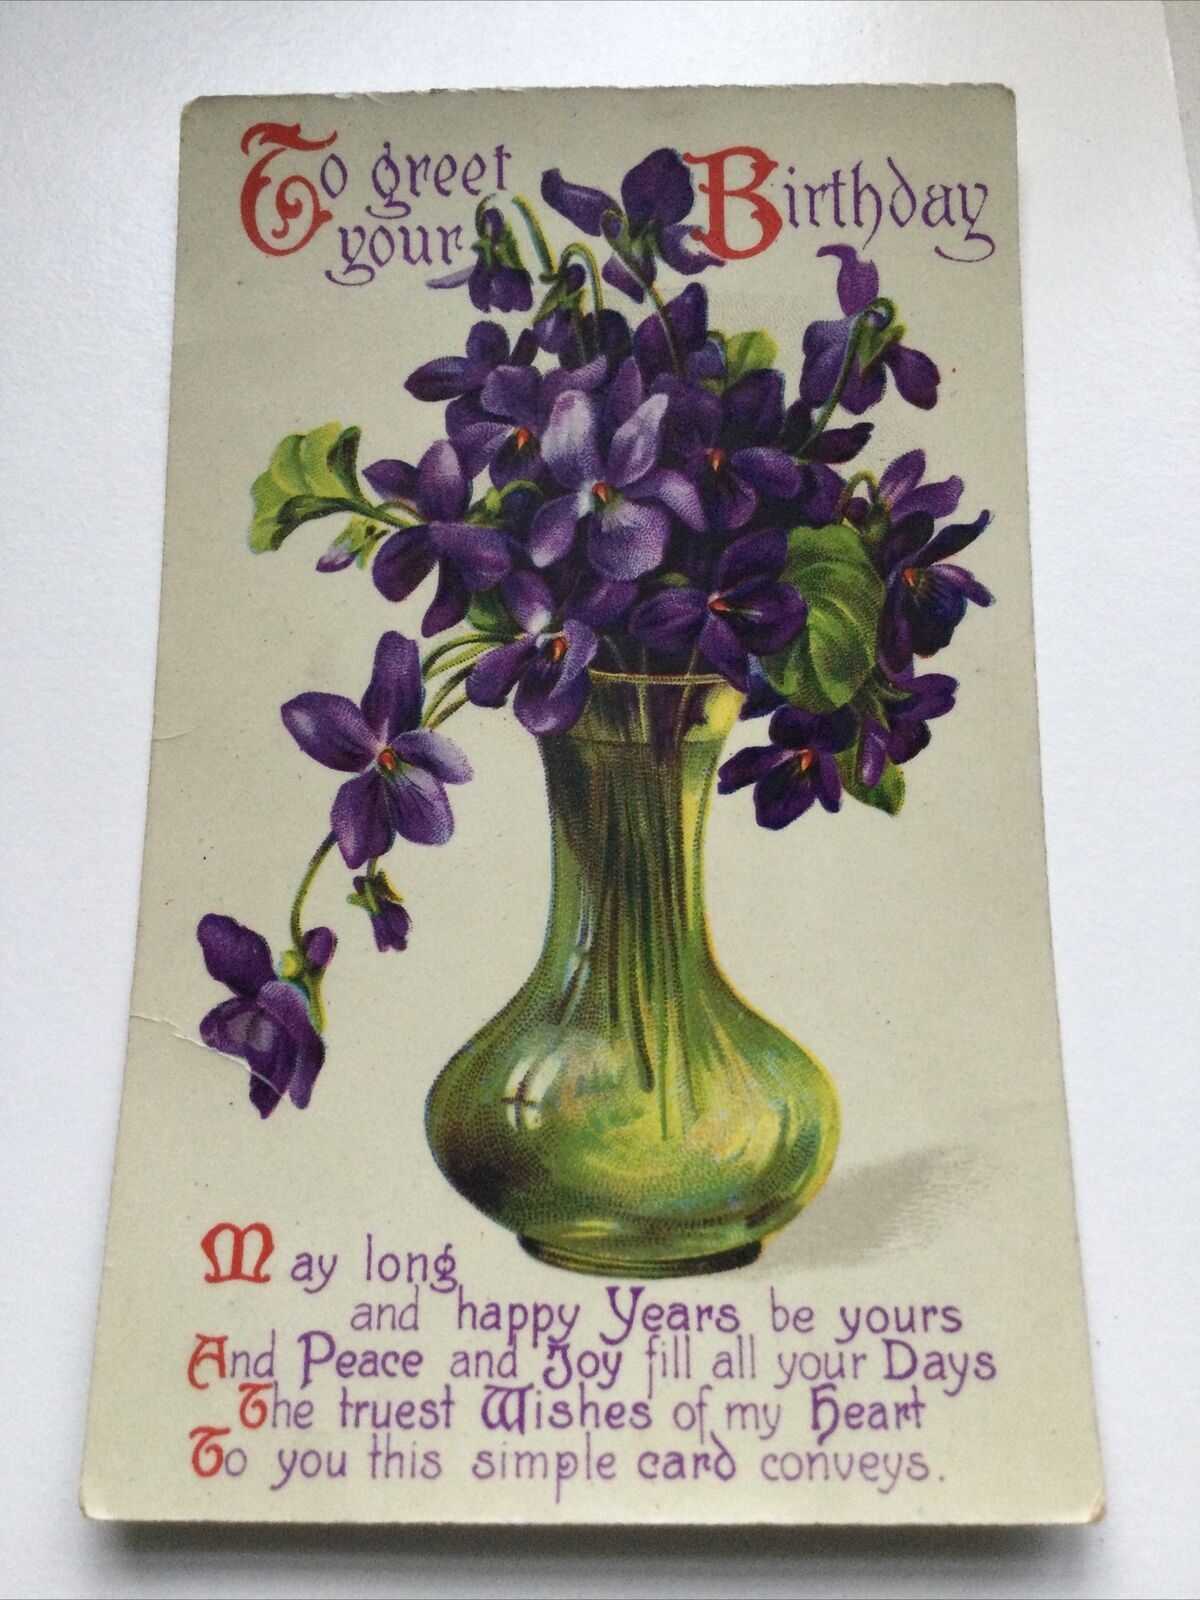 To greet
your Birthday
May long
and happy Years be yours
And Peace and Joy fill all your Days
The truest Wishes of my Heart
To you this simple card conveys.